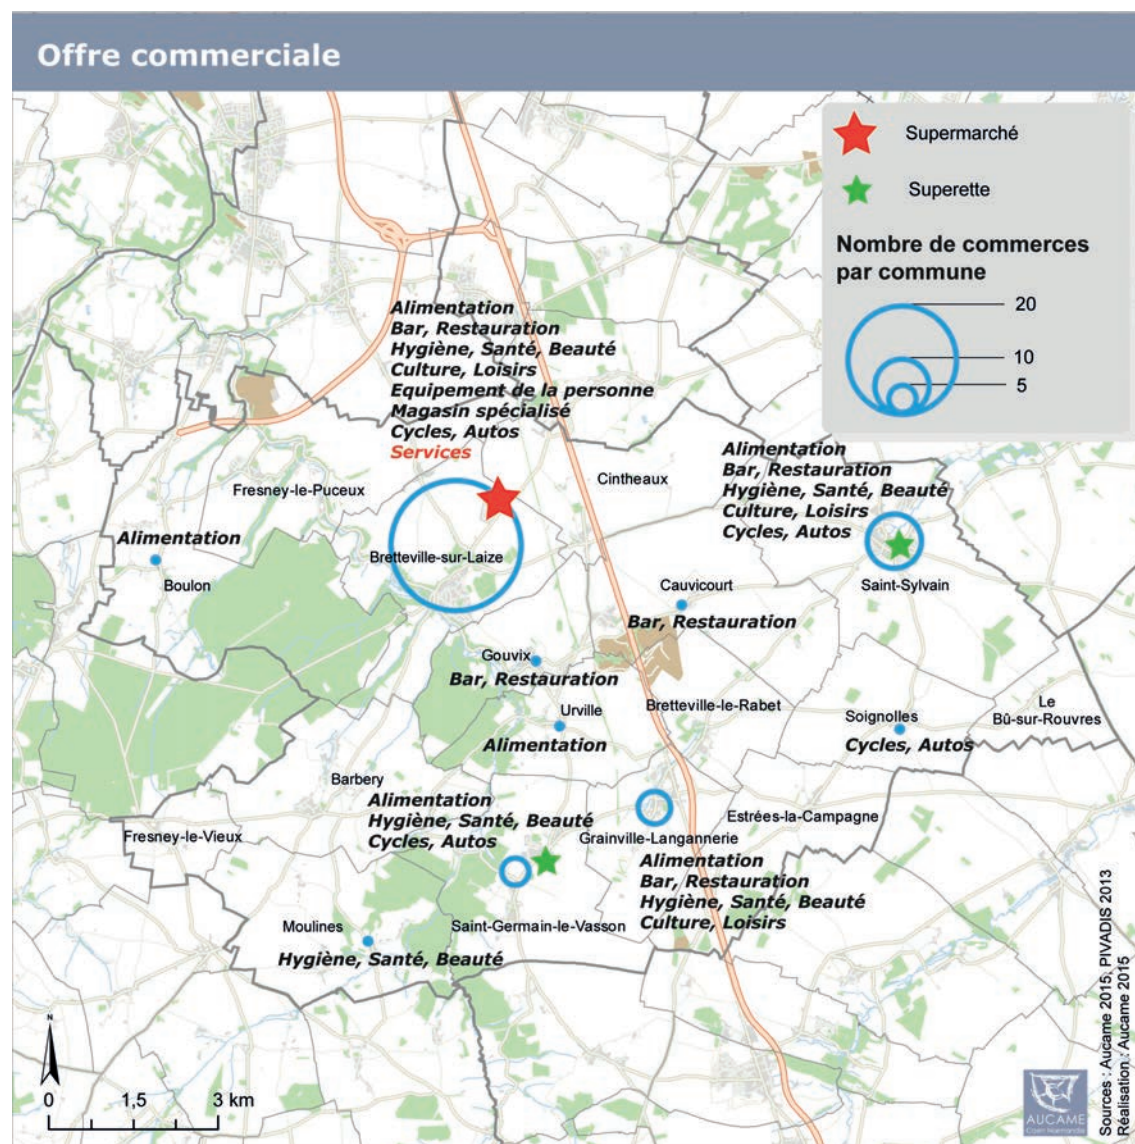 Offre commerciale
Supermarché
Superette
Nombre de commerces
par commune
20
10
5
Alimentation
Bar, Restauration
Hygiène, Santé, Beauté
Culture, Loisirs
Equipement de la personne
Magasin spécialisé
Cycles, Autos
Services
Alimentation
Bar, Restauration
Hygiène, Santé, Beauté
Culture, Loisirs
Cycles, Autos
Cintheaux
Fresney-le-Puceux
Alimentation
Boulon
Bretteville-sur-Laize
Saint-Sylvain
Cauvicourt
Bar, Restauration
Gouvix
Bar, Restauration
Urville
Alimentation
Bretteville-le-Rabet
Soignolles
Cycles, Autos
Le
Bû-sur-Rouvres
Barbery
Alimentation
Hygiène, Santé, Beauté
Cycles, Autos
Fresney-le-Vieux
Grainville-Langannerie
Estrées-la-Campagne
Alimentation
Bar, Restauration
Hygiène, Santé, Beauté
Culture, Loisirs
Moulines
Saint-Germain-le-Vasson
Hygiène, Santé, Beauté
N
0 1,5 3 km
AUCAME
Caen Normandie
Sources : Aucame 2015, PIVADIS 2013
Réalisation : Aucame 2015